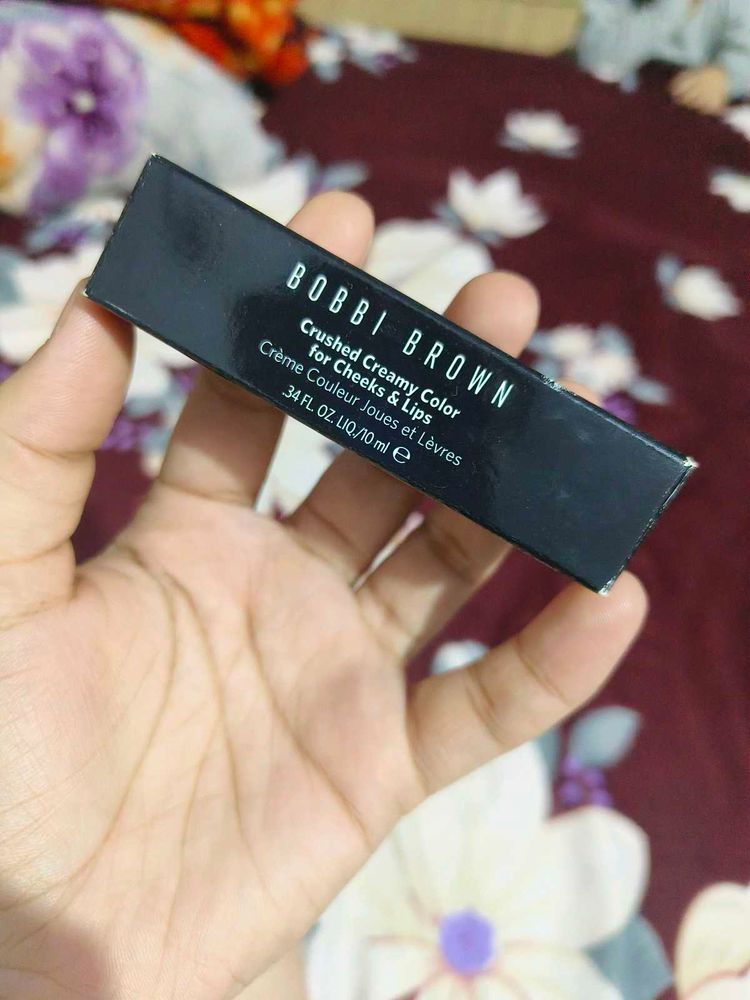 BOBBI BROWN
Crushed Creamy Color
for Cheeks & Lips
Crème Couleur Joues et Lèvres
.34 FL. OZ. LIQ./10 ml ℮